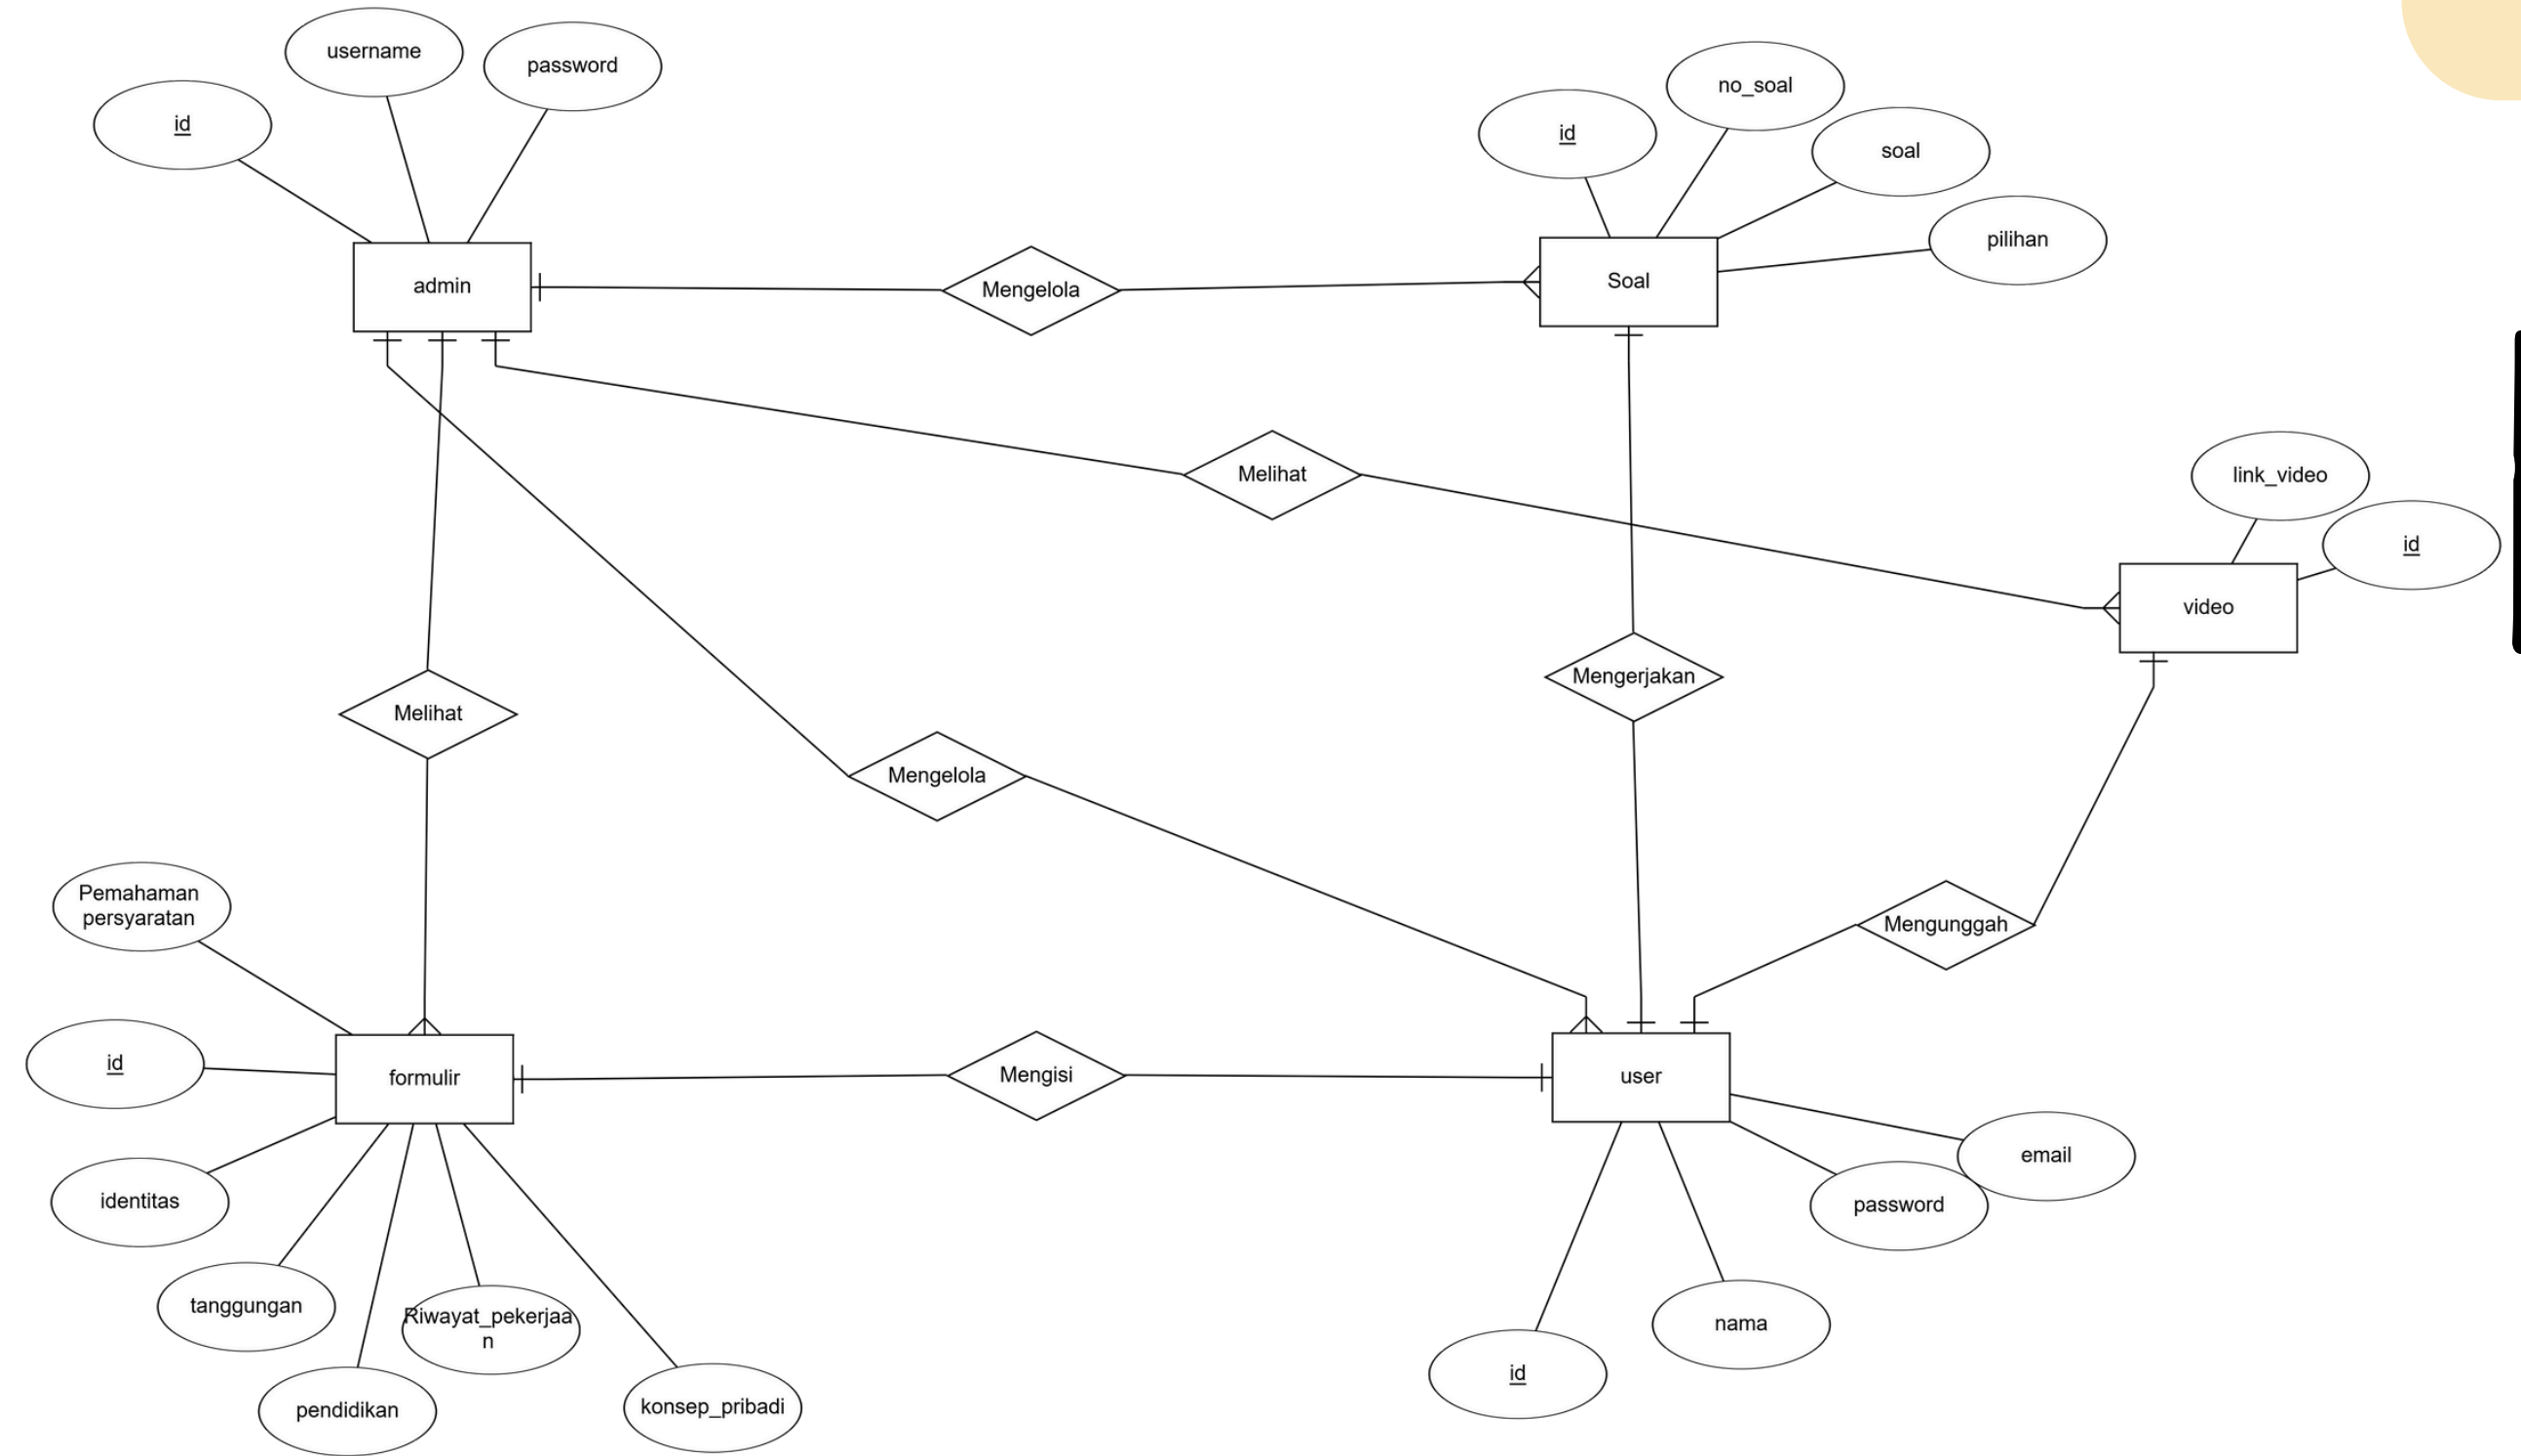 username
password
id
no_soal
id
soal
pilihan
admin
Mengelola
Soal
Melihat
link_video
id
video
Mengerjakan
Melihat
Mengelola
Pemahaman
persyaratan
Mengunggah
id
formulir
Mengisi
user
email
identitas
password
tanggungan
Riwayat_pekerjaa
n
nama
id
pendidikan
konsep_pribadi